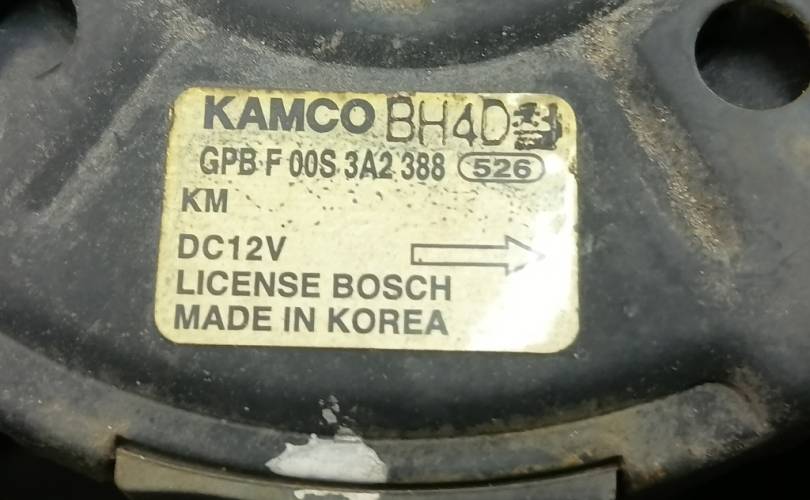 KAMCO BH4D
GPB F 00S 3A2 388 526
KM
DC12V
LICENSE BOSCH
MADE IN KOREA